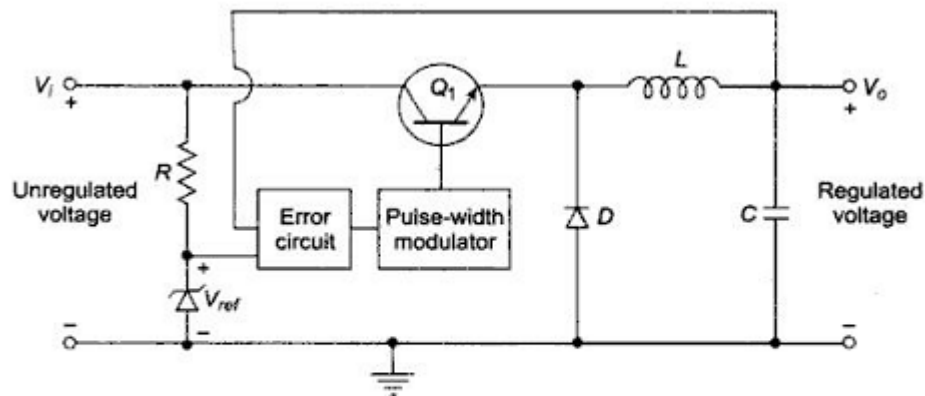 L
Vi
+
Q1
Vo
+
R
Unregulated
voltage
Error
circuit
Pulse-width
modulator
D
C
Regulated
voltage
+
Vref
−
−
−